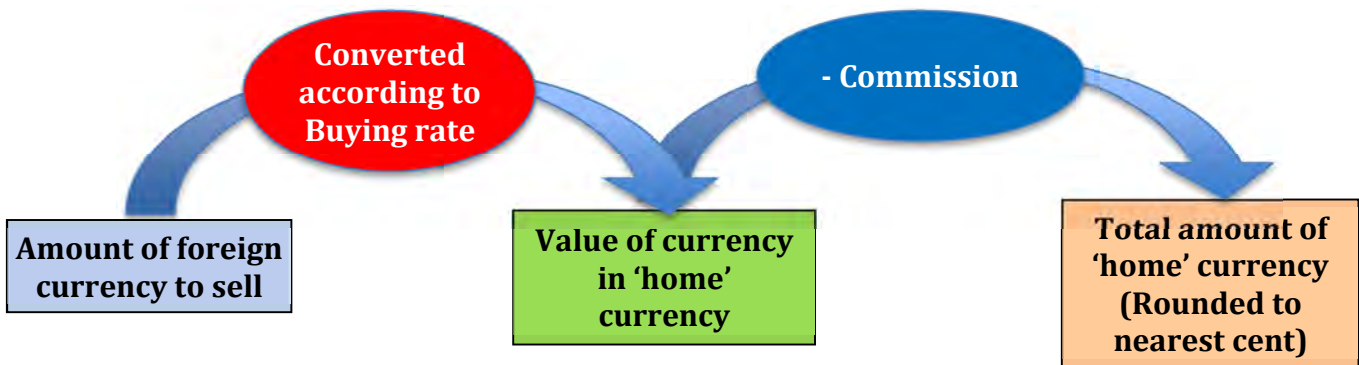 Converted
according to
Buying rate
- Commission
Amount of foreign
currency to sell
Value of currency
in ‘home’
currency
Total amount of
‘home’ currency
(Rounded to
nearest cent)